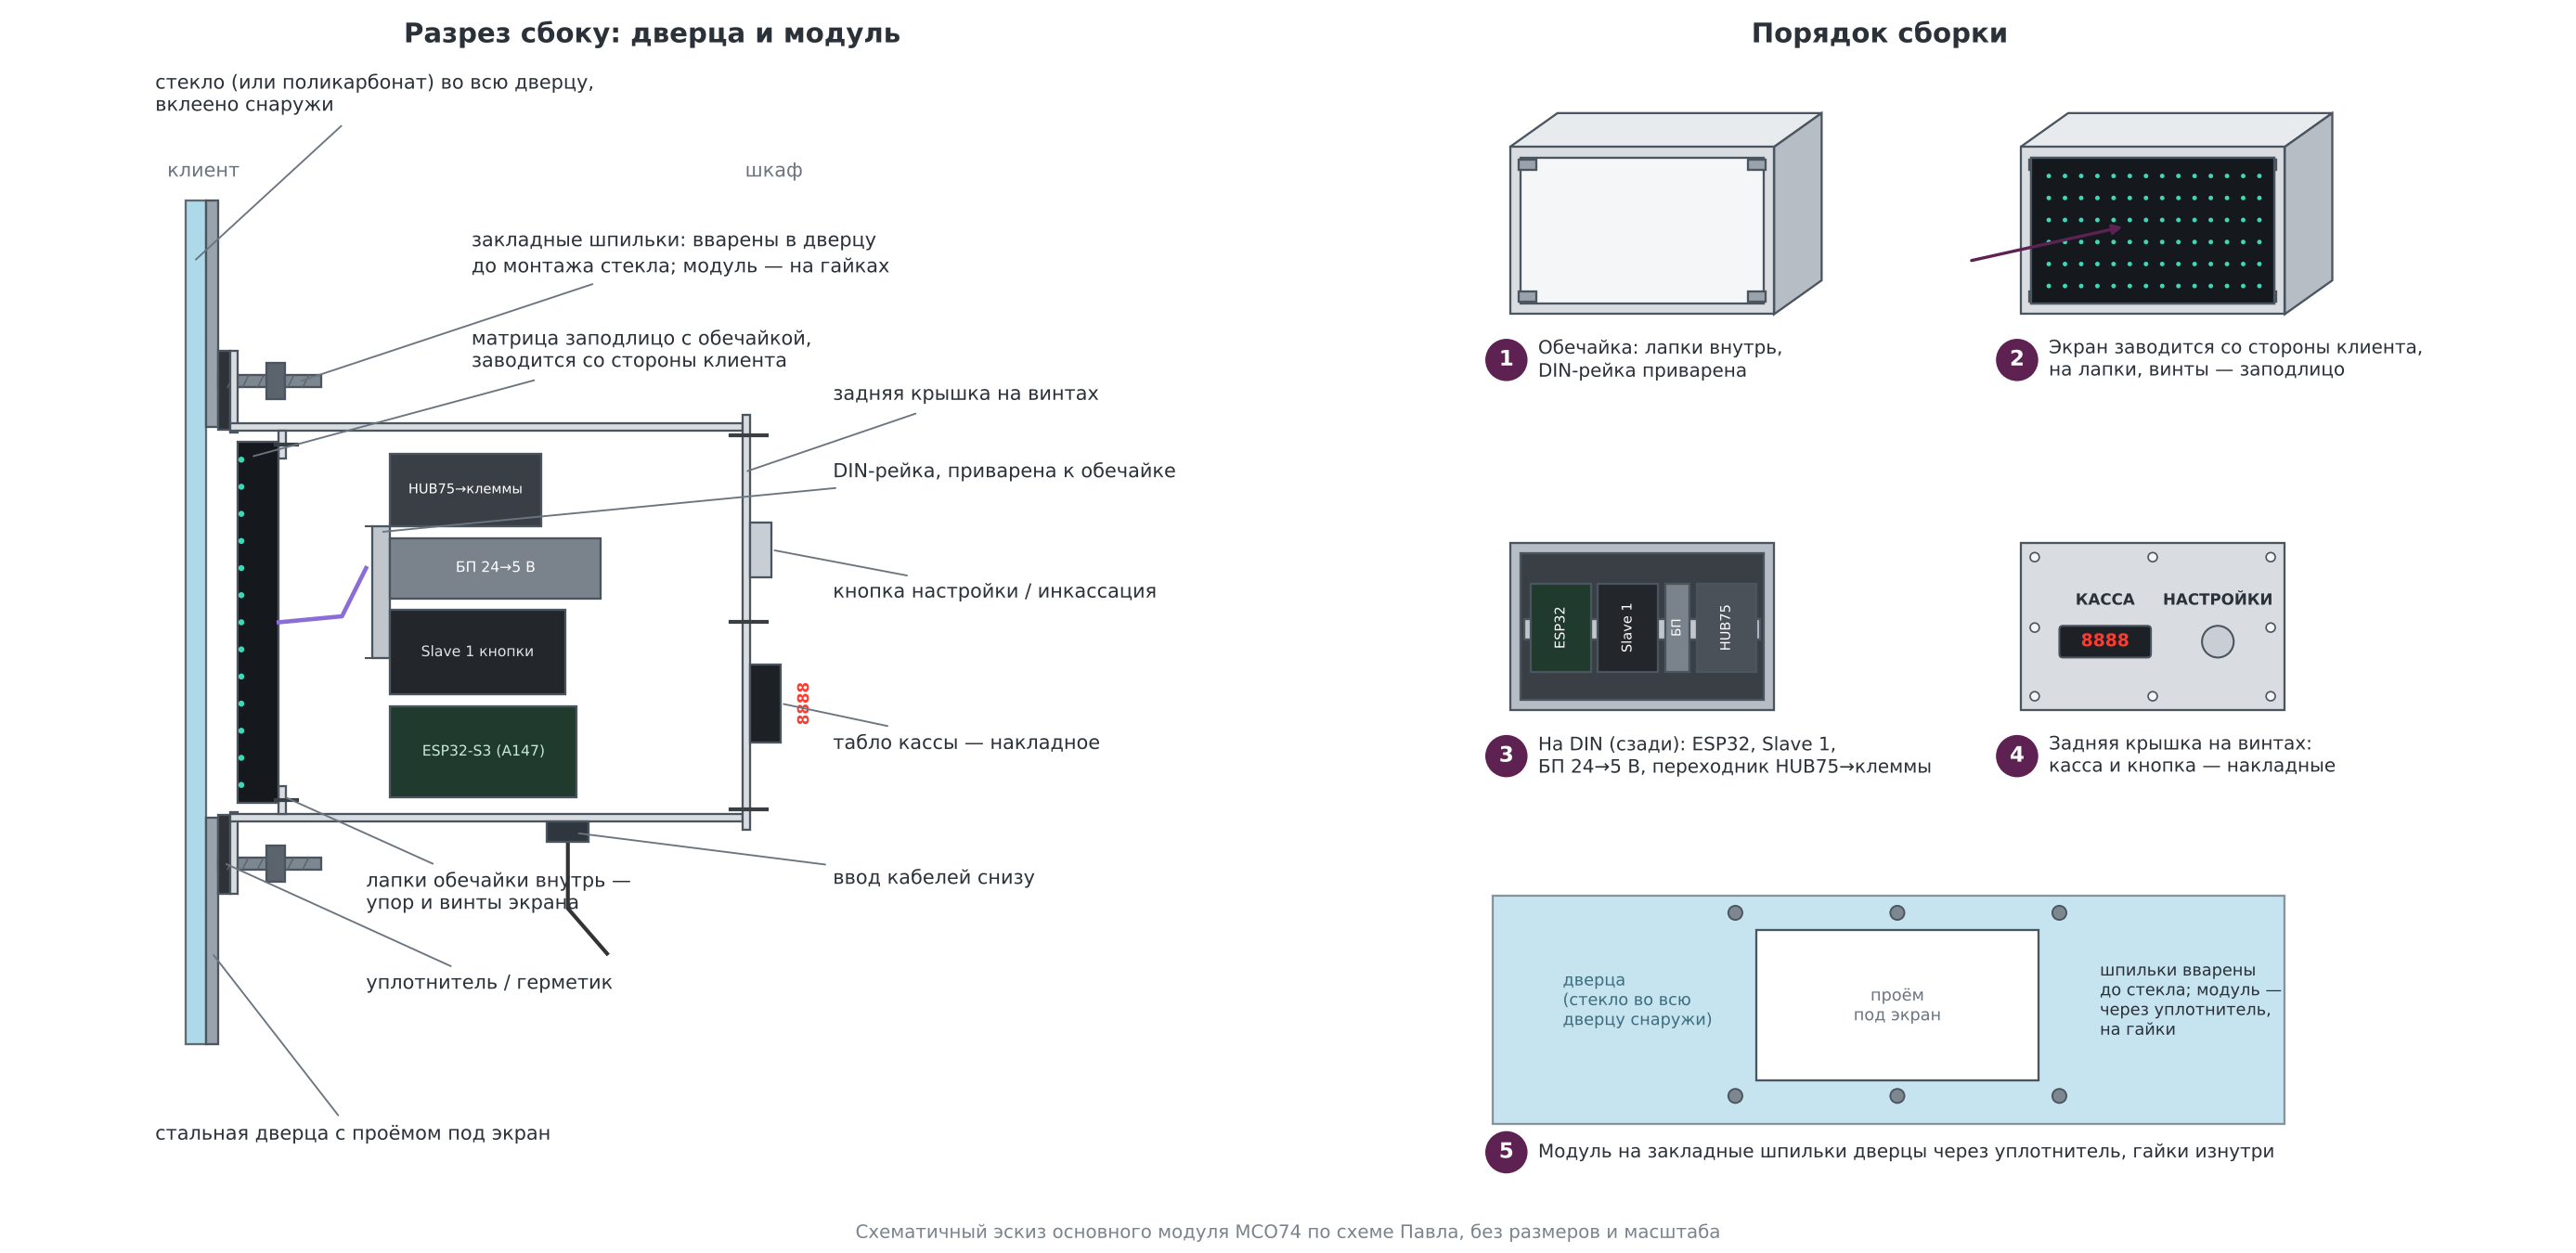 Разрез сбоку: дверца и модуль
стекло (или поликарбонат) во всю дверцу,
вклеено снаружи
клиент
шкаф
закладные шпильки: вварены в дверцу
до монтажа стекла; модуль — на гайках
матрица заподлицо с обечайкой,
заводится со стороны клиента
задняя крышка на винтах
DIN-рейка, приварена к обечайке
HUB75→клеммы
БП 24→5 В
кнопка настройки / инкассация
Slave 1 кнопки
8888
ESP32-S3 (A147)
табло кассы — накладное
лапки обечайки внутрь —
упор и винты экрана
ввод кабелей снизу
уплотнитель / герметик
стальная дверца с проёмом под экран
Порядок сборки
1
Обечайка: лапки внутрь,
DIN-рейка приварена
2
Экран заводится со стороны клиента,
на лапки, винты — заподлицо
ESP32
Slave 1
БП
HUB75
КАССА
НАСТРОЙКИ
8888
3
На DIN (сзади): ESP32, Slave 1,
БП 24→5 В, переходник HUB75→клеммы
4
Задняя крышка на винтах:
касса и кнопка — накладные
дверца
(стекло во всю
дверцу снаружи)
проём
под экран
шпильки вварены
до стекла; модуль —
через уплотнитель,
на гайки
5
Модуль на закладные шпильки дверцы через уплотнитель, гайки изнутри
Схематичный эскиз основного модуля МСО74 по схеме Павла, без размеров и масштаба